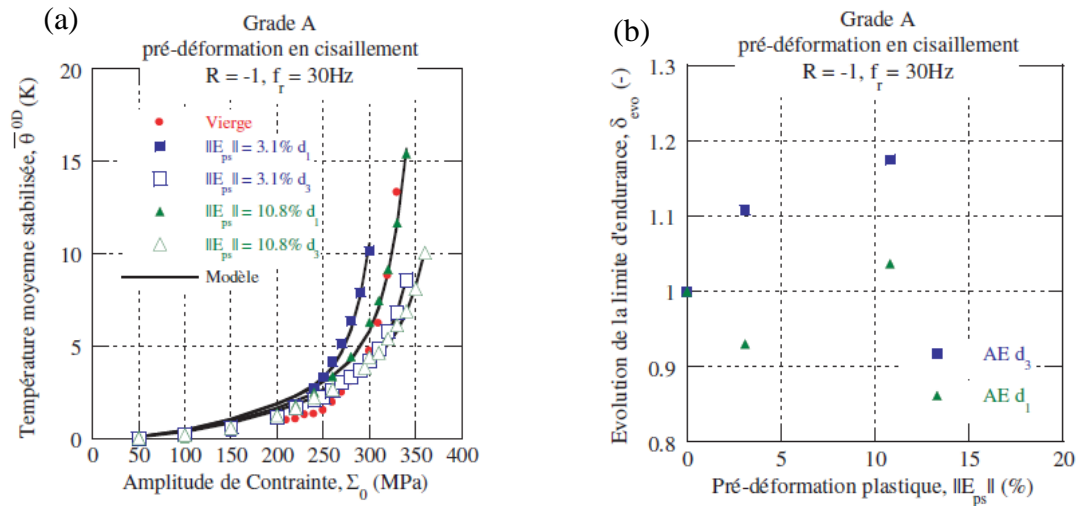 (a)
Grade A
pré-déformation en cisaillement
R = -1, f_r = 30Hz
Température moyenne stabilisée, θ̅^0D (K)
20
15
10
5
0
Vierge
||E_ps|| = 3.1% d_1
||E_ps|| = 3.1% d_3
||E_ps|| = 10.8% d_1
||E_ps|| = 10.8% d_3
Modèle
0 50 100 150 200 250 300 350 400
Amplitude de Contrainte, Σ_0 (MPa)
(b)
Grade A
pré-déformation en cisaillement
R = -1, f_r = 30Hz
Evolution de la limite d'endurance, δ_evo (-)
1.3
1.2
1.1
1
0.9
0.8
AE d_3
AE d_1
0 5 10 15 20
Pré-déformation plastique, ||E_ps|| (%)